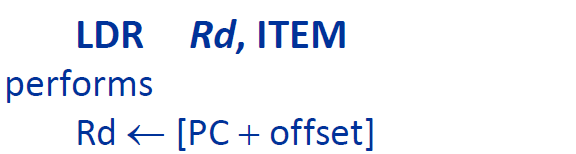 LDR Rd, ITEM
performs
Rd ← [PC + offset]